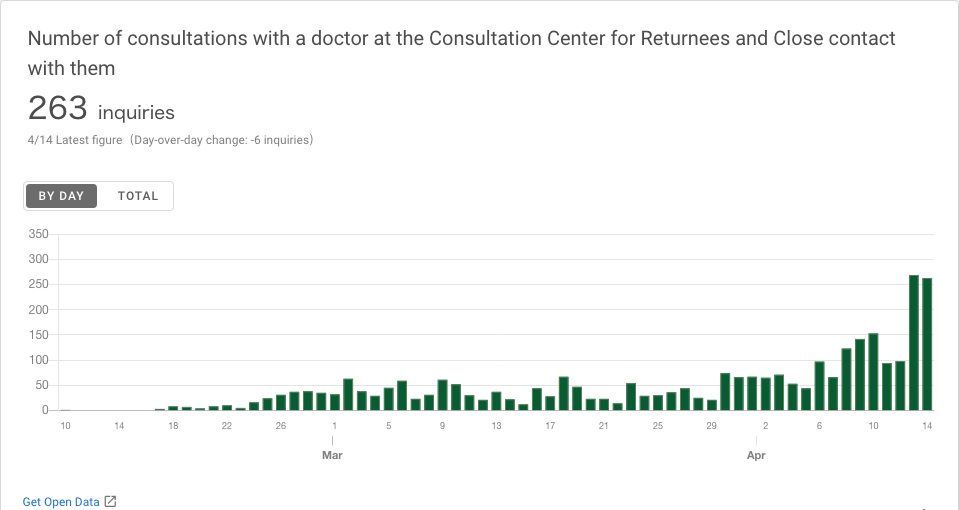 Number of consultations with a doctor at the Consultation Center for Returnees and Close contact
with them
263 inquiries
4/14 Latest figure（Day-over-day change: -6 inquiries）
BY DAY TOTAL
350
300
250
200
150
100
50
0
10 14 18 22 26 1 5 9 13 17 21 25 29 2 6 10 14
Mar Apr
Get Open Data